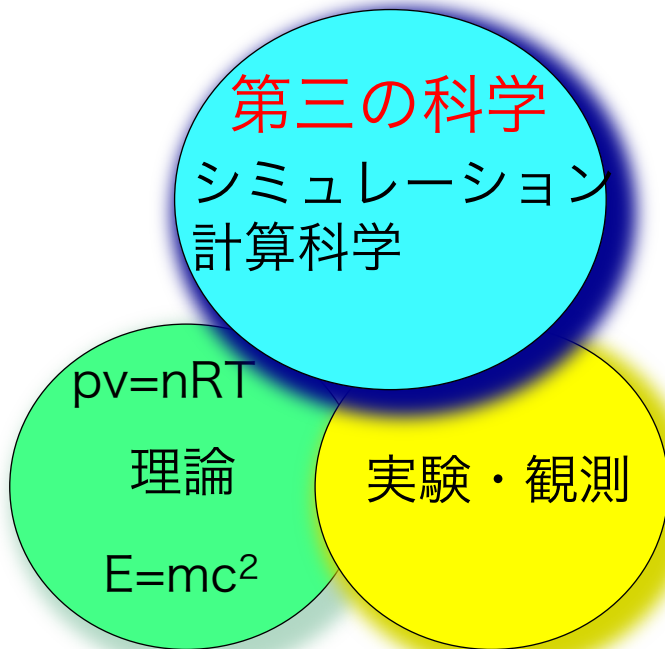 第三の科学
シミュレーション
計算科学
pv=nRT
理論
E=mc²
実験・観測